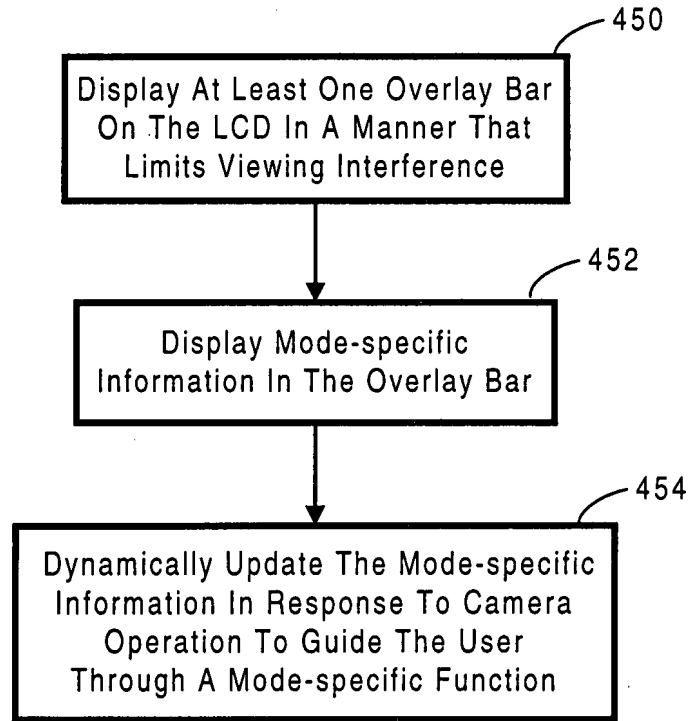 450
Display At Least One Overlay Bar
On The LCD In A Manner That
Limits Viewing Interference
452
Display Mode-specific
Information In The Overlay Bar
454
Dynamically Update The Mode-specific
Information In Response To Camera
Operation To Guide The User
Through A Mode-specific Function